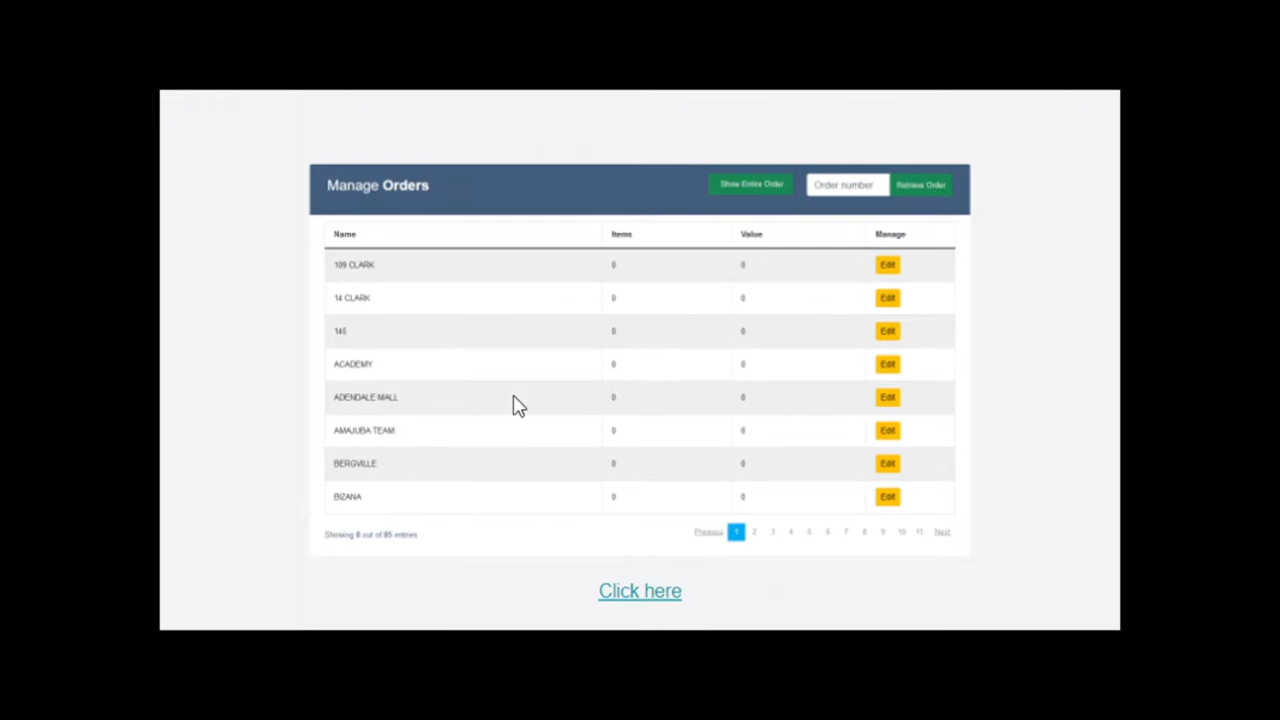 Manage Orders
Show Entire Order
Order number
Retrieve Order
Name Items Value Manage
109 CLARK 0 0 Edit
14 CLARK 0 0 Edit
145 0 0 Edit
ACADEMY 0 0 Edit
ADENDALE MALL 0 0 Edit
AMAJUBA TEAM 0 0 Edit
BERGVILLE 0 0 Edit
BIZANA 0 0 Edit
Showing 8 out of 85 entries
Previous 1 2 3 4 5 6 7 8 9 10 11 Next
Click here